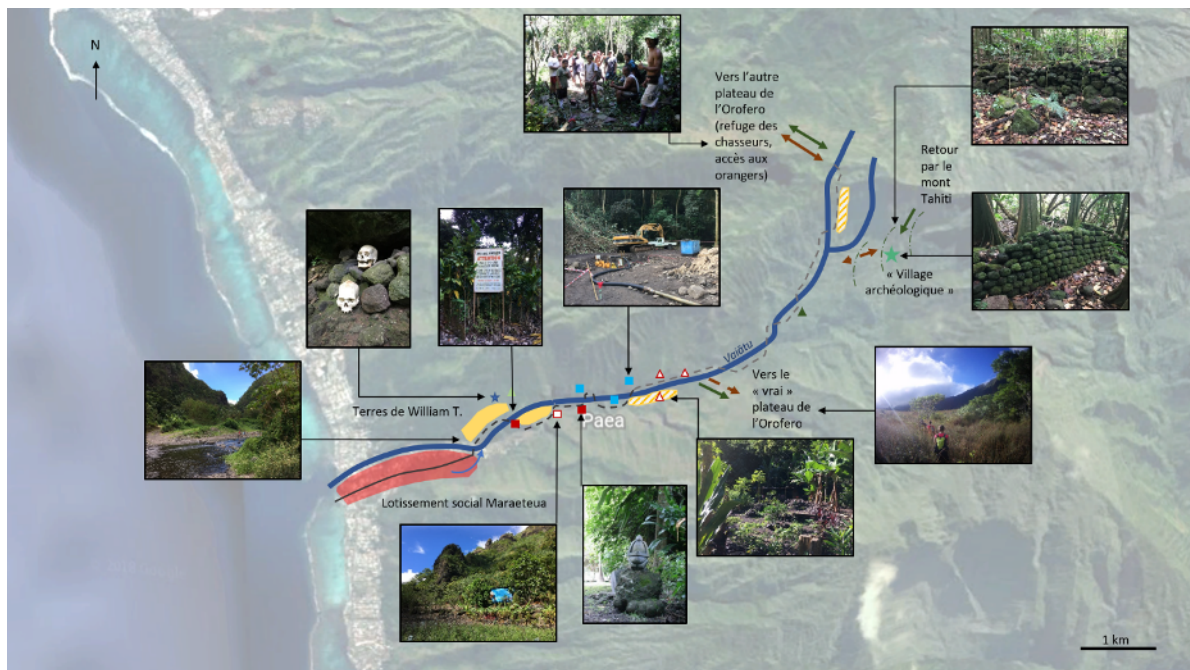 N
Vers l'autre
plateau de
l'Orofero
(refuge des
chasseurs,
accès aux
orangers)
Retour
par le
mont
Tahiti
« Village
archéologique »
Vaiātu
Terres de William T.
Vers le
« vrai »
plateau de
l'Orofero
Paea
Lotissement social Maraeteua
1 km